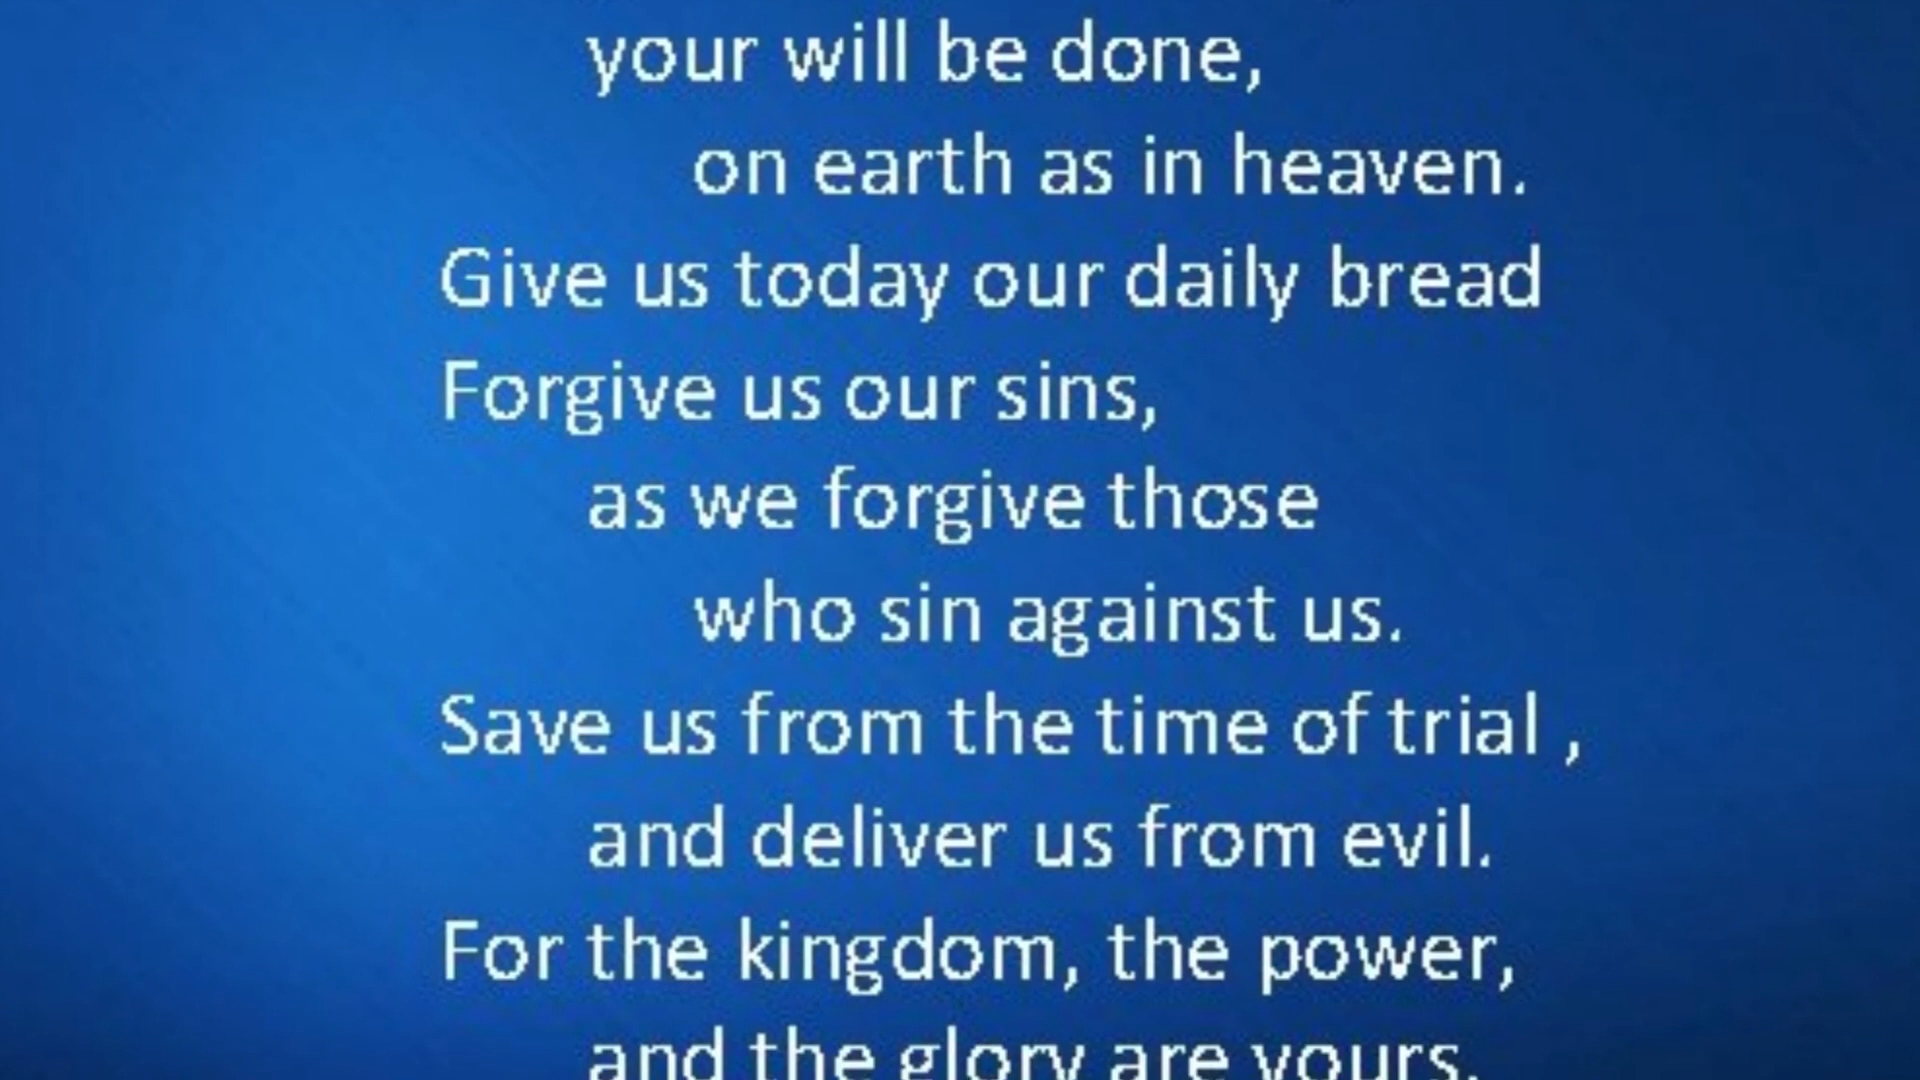 your will be done,
on earth as in heaven.
Give us today our daily bread
Forgive us our sins,
as we forgive those
who sin against us.
Save us from the time of trial ,
and deliver us from evil.
For the kingdom, the power,
and the glory are yours,